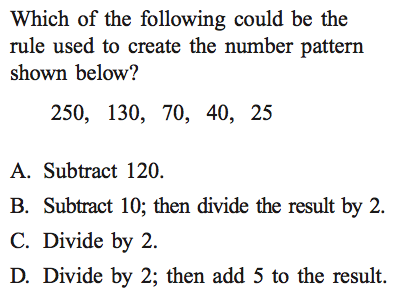 Which of the following could be the
rule used to create the number pattern
shown below?
250, 130, 70, 40, 25
A. Subtract 120.
B. Subtract 10; then divide the result by 2.
C. Divide by 2.
D. Divide by 2; then add 5 to the result.